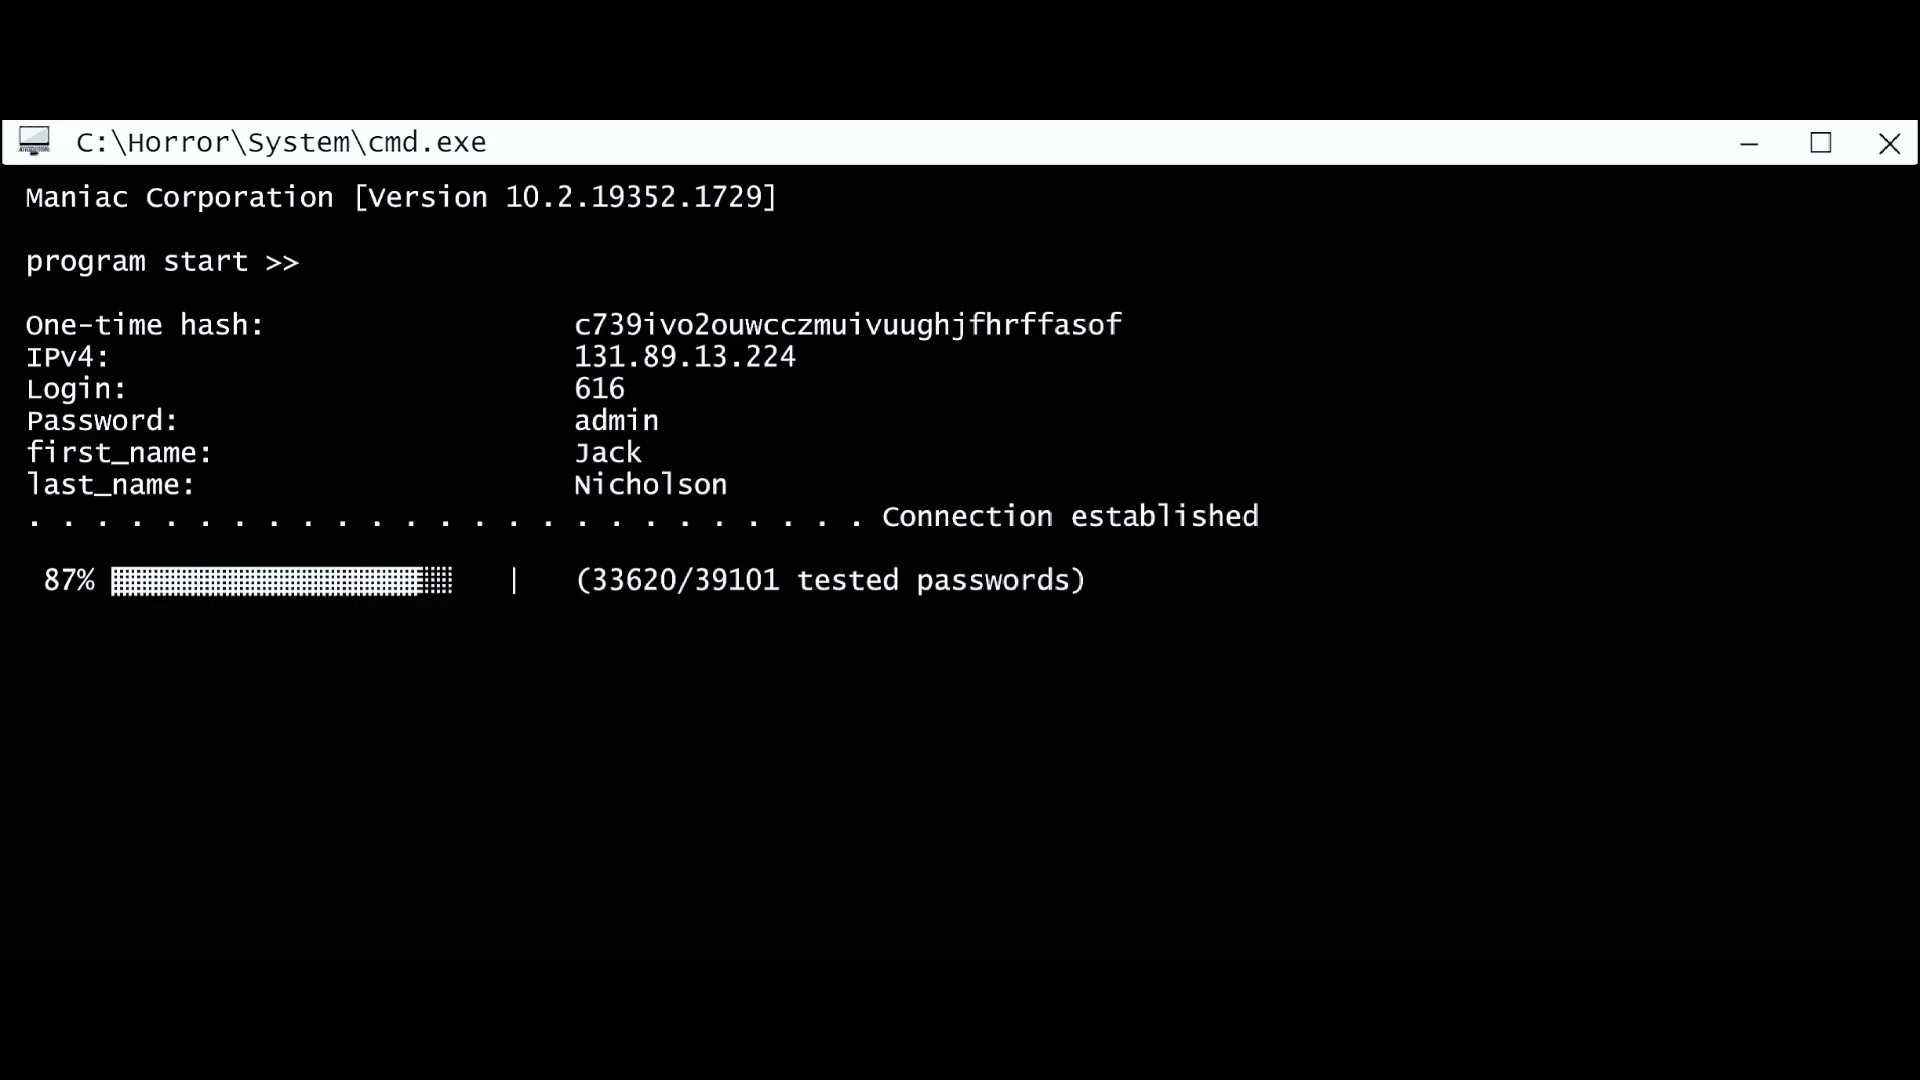 C:\Horror\System\cmd.exe
Maniac Corporation [Version 10.2.19352.1729]
program start >>
One-time hash: c739ivo2ouwcczmuivuughjfhrffasof
IPv4: 131.89.13.224
Login: 616
Password: admin
first_name: Jack
last_name: Nicholson
. . . . . . . . . . . . . . . . . . . . . . . . . Connection established
87% | (33620/39101 tested passwords)